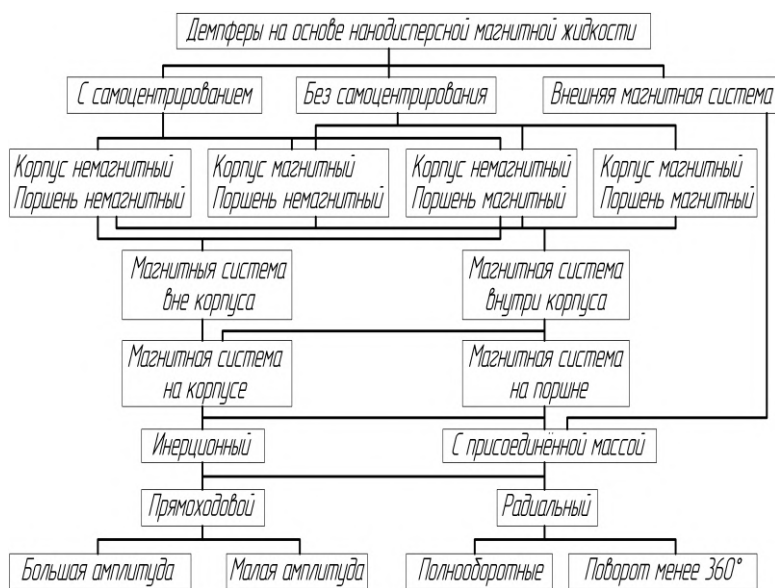 Демпферы на основе нанодисперсной магнитной жидкости
С самоцентрированием
Без самоцентрирования
Внешняя магнитная система
Корпус немагнитный
Поршень немагнитный
Корпус магнитный
Поршень немагнитный
Корпус немагнитный
Поршень магнитный
Корпус магнитный
Поршень магнитный
Магнитныя система
вне корпуса
Магнитная система
внутри корпуса
Магнитная система
на корпусе
Магнитная система
на поршне
Инерционный
С присоединённой массой
Прямоходовой
Радиальный
Большая амплитуда
Малая амплитуда
Полнооборотные
Поворот менее 360°